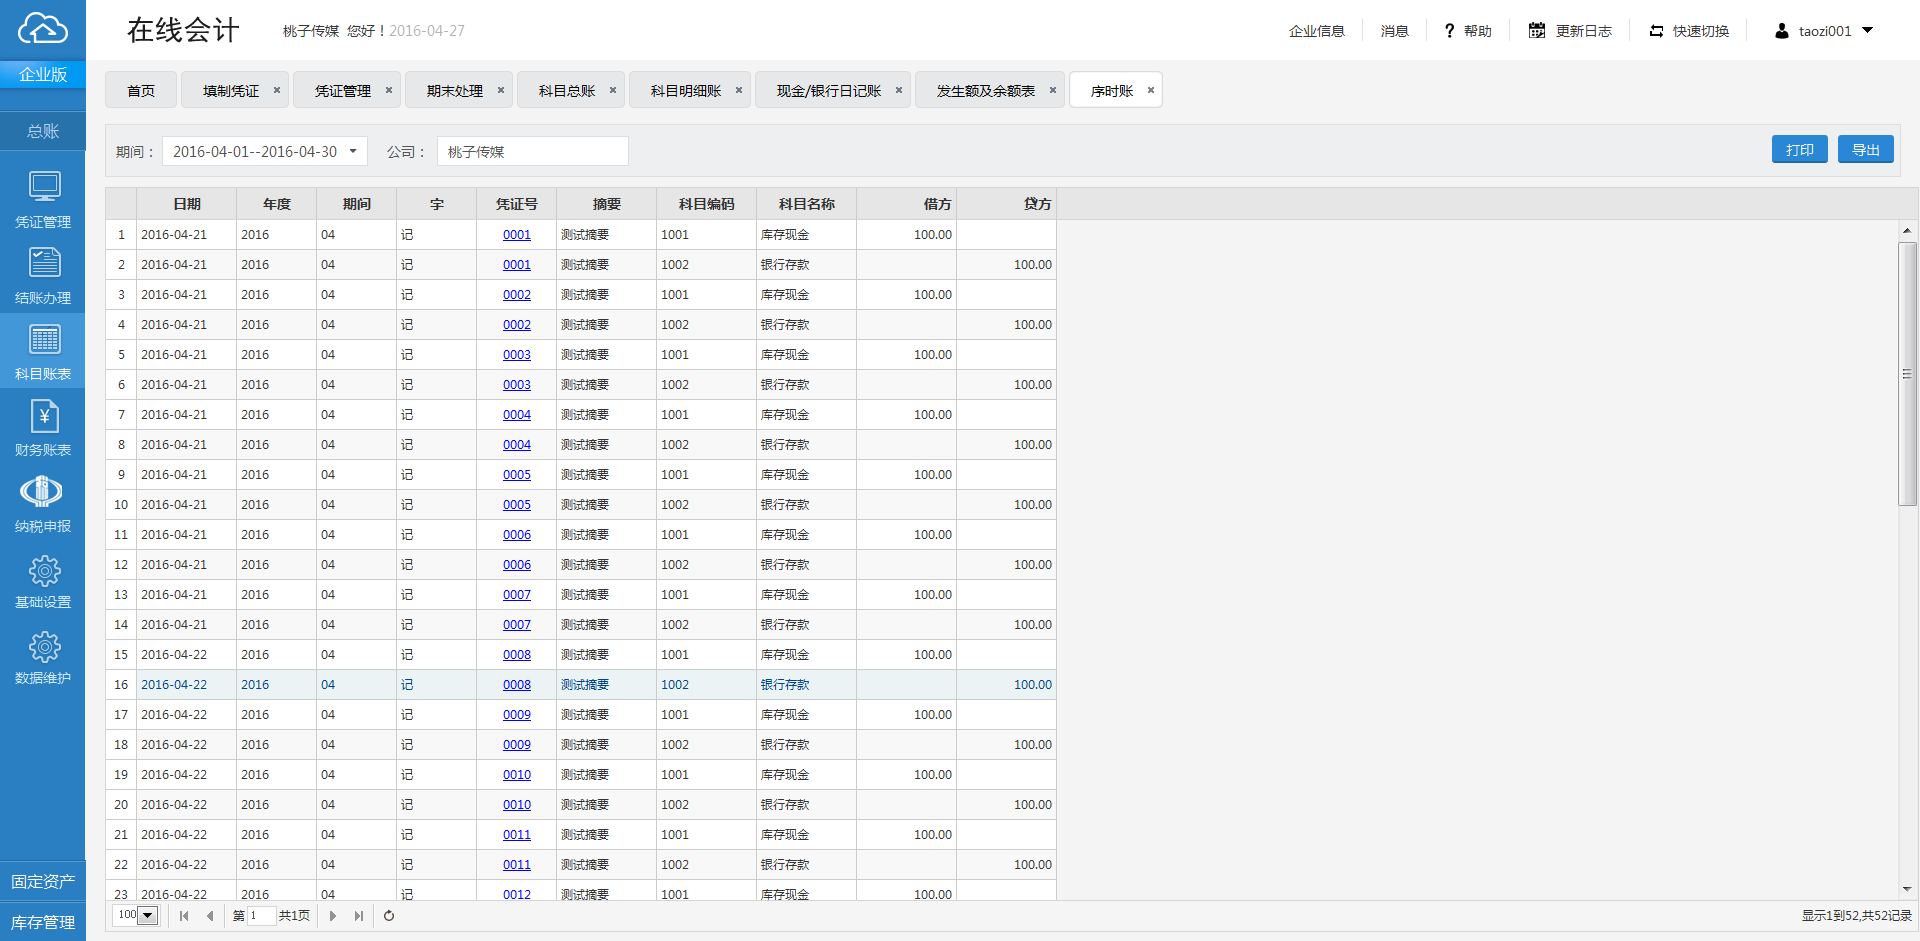 在线会计 桃子传媒 您好！2016-04-27 企业信息 消息 ? 帮助 更新日志 快速切换 taozi001
企业版
首页 填制凭证 × 凭证管理 × 期末处理 × 科目总账 × 科目明细账 × 现金/银行日记账 × 发生额及余额表 × 序时账 ×
总账
期间： 2016-04-01--2016-04-30 公司： 桃子传媒 打印 导出
凭证管理
结账办理
科目账表
¥
财务账表
纳税申报
基础设置
数据维护
固定资产
库存管理
日期 年度 期间 字 凭证号 摘要 科目编码 科目名称 借方 贷方
1 2016-04-21 2016 04 记 0001 测试摘要 1001 库存现金 100.00
2 2016-04-21 2016 04 记 0001 测试摘要 1002 银行存款 100.00
3 2016-04-21 2016 04 记 0002 测试摘要 1001 库存现金 100.00
4 2016-04-21 2016 04 记 0002 测试摘要 1002 银行存款 100.00
5 2016-04-21 2016 04 记 0003 测试摘要 1001 库存现金 100.00
6 2016-04-21 2016 04 记 0003 测试摘要 1002 银行存款 100.00
7 2016-04-21 2016 04 记 0004 测试摘要 1001 库存现金 100.00
8 2016-04-21 2016 04 记 0004 测试摘要 1002 银行存款 100.00
9 2016-04-21 2016 04 记 0005 测试摘要 1001 库存现金 100.00
10 2016-04-21 2016 04 记 0005 测试摘要 1002 银行存款 100.00
11 2016-04-21 2016 04 记 0006 测试摘要 1001 库存现金 100.00
12 2016-04-21 2016 04 记 0006 测试摘要 1002 银行存款 100.00
13 2016-04-21 2016 04 记 0007 测试摘要 1001 库存现金 100.00
14 2016-04-21 2016 04 记 0007 测试摘要 1002 银行存款 100.00
15 2016-04-22 2016 04 记 0008 测试摘要 1001 库存现金 100.00
16 2016-04-22 2016 04 记 0008 测试摘要 1002 银行存款 100.00
17 2016-04-22 2016 04 记 0009 测试摘要 1001 库存现金 100.00
18 2016-04-22 2016 04 记 0009 测试摘要 1002 银行存款 100.00
19 2016-04-22 2016 04 记 0010 测试摘要 1001 库存现金 100.00
20 2016-04-22 2016 04 记 0010 测试摘要 1002 银行存款 100.00
21 2016-04-22 2016 04 记 0011 测试摘要 1001 库存现金 100.00
22 2016-04-22 2016 04 记 0011 测试摘要 1002 银行存款 100.00
23 2016-04-22 2016 04 记 0012 测试摘要 1001 库存现金 100.00
100 第 1 共1页 显示1到52,共52记录